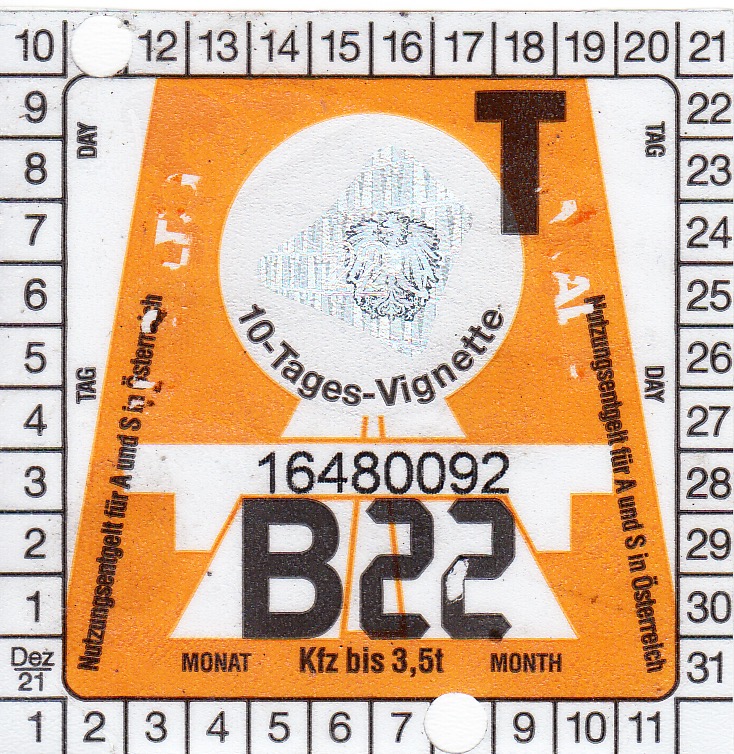 10 12 13 14 15 16 17 18 19 20 21
9 22
8 23
7 24
6 25
5 26
4 27
3 28
2 29
1 30
Dez 21 31
1 2 3 4 5 6 7 9 10 11
DAY
TAG
T
TAG
DAY
10-Tages-Vignette
Nutzungsentgelt für A und S in Österreich
Nutzungsentgelt für A und S in Österreich
16480092
B22
MONAT Kfz bis 3,5t MONTH